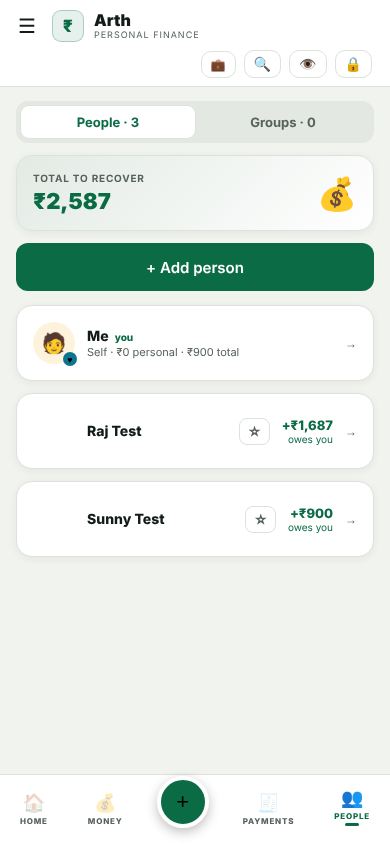 ₹
Arth
PERSONAL FINANCE
People · 3
Groups · 0
TOTAL TO RECOVER
₹2,587
+ Add person
Me you
Self · ₹0 personal · ₹900 total
→
Raj Test
☆
+₹1,687
owes you
→
Sunny Test
☆
+₹900
owes you
→
+
HOME
MONEY
PAYMENTS
PEOPLE